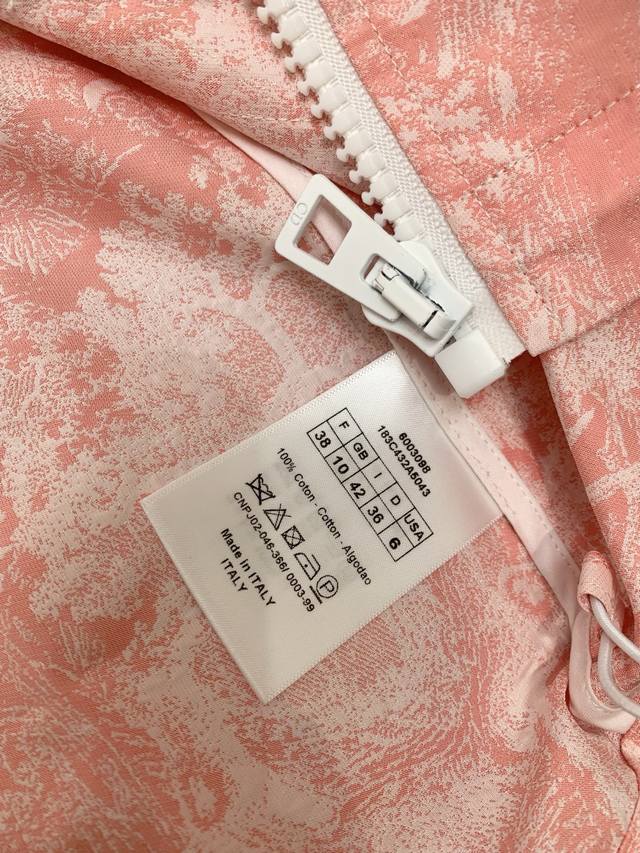 6003098
183C432A5043
F GB I D USA
38 10 42 36 6
100% Coton - Cotton - Algodao
P
CNPJ02-046-366/ 0003-99
Made in ITALY
ITALY